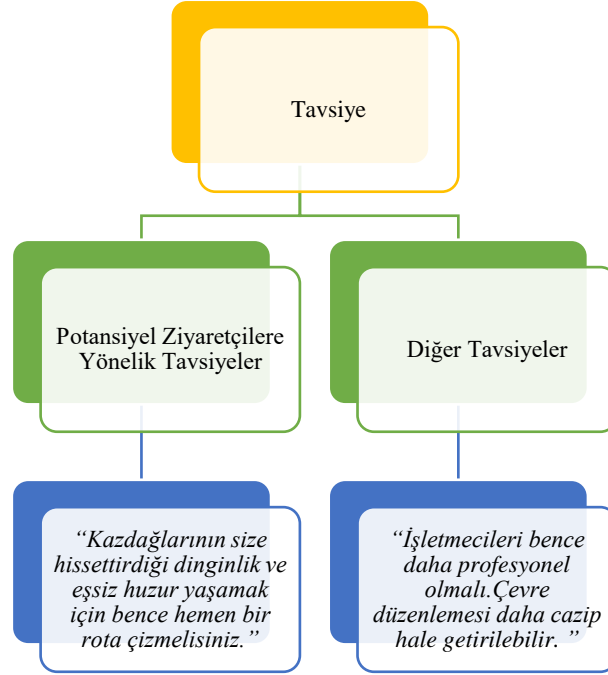 Tavsiye
Potansiyel Ziyaretçilere
Yönelik Tavsiyeler
Diğer Tavsiyeler
“Kazdağlarının size
hissettirdiği dinginlik ve
eşsiz huzur yaşamak
için bence hemen bir
rota çizmelisiniz.”
“İşletmecileri bence
daha profesyonel
olmalı.Çevre
düzenlemesi daha cazip
hale getirilebilir. ”